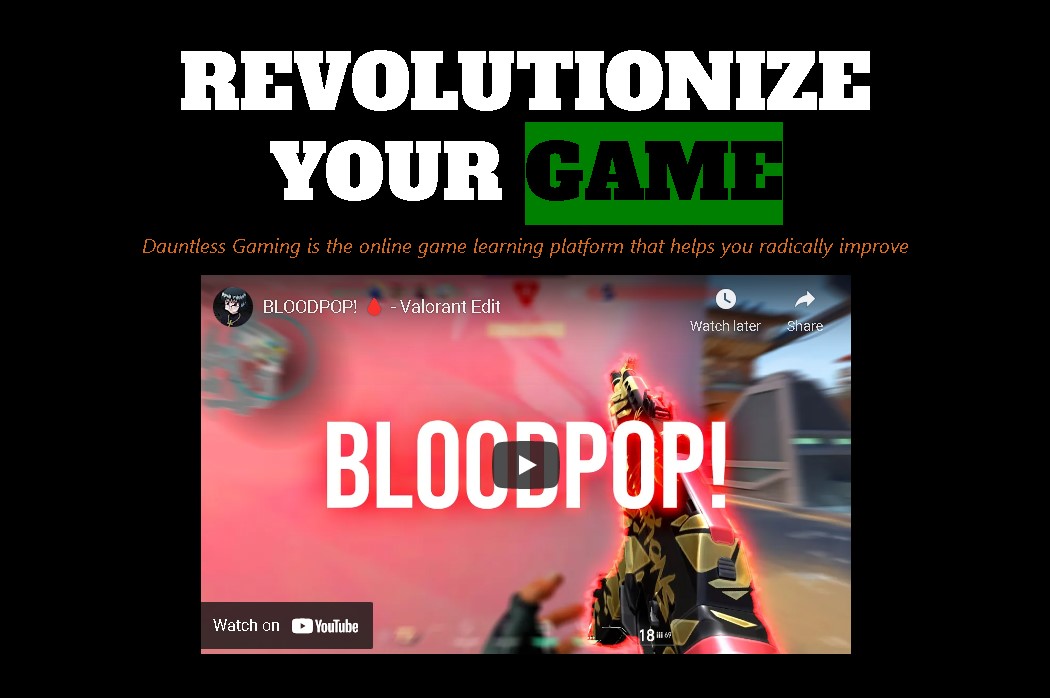 REVOLUTIONIZE
YOUR GAME
Dauntless Gaming is the online game learning platform that helps you radically improve
BLOODPOP! 🩸 - Valorant Edit
Watch later
Share
BLOODPOP!
18 69
Watch on YouTube